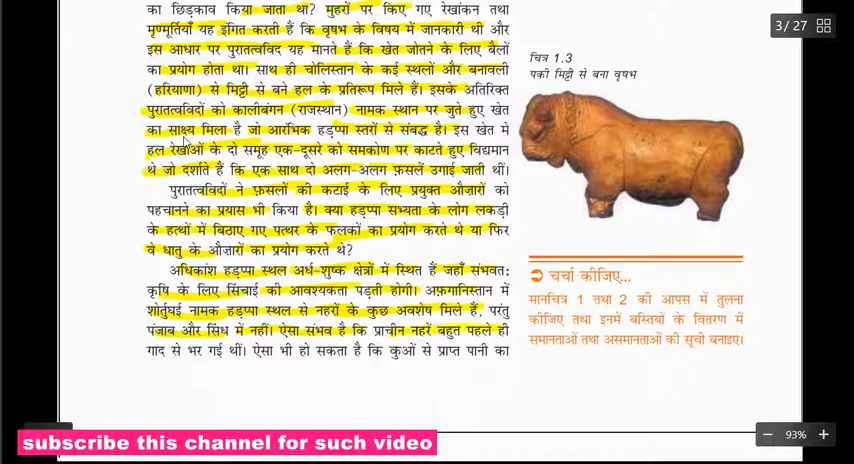 का छिड़काव किया जाता था? मुहरों पर किए गए रेखांकन तथा
मृण्मूर्तियाँ यह इंगित करती हैं कि वृषभ के विषय में जानकारी थी और
इस आधार पर पुरातत्वविद यह मानते हैं कि खेत जोतने के लिए बैलों
का प्रयोग होता था। साथ ही चोलिस्तान के कई स्थलों और बनावली
(हरियाणा) से मिट्टी से बने हल के प्रतिरूप मिले हैं। इसके अतिरिक्त
पुरातत्वविदों को कालीबंगन (राजस्थान) नामक स्थान पर जुते हुए खेत
का साक्ष्य मिला है जो आरंभिक हड़प्पा स्तरों से संबद्ध है। इस खेत मे
हल रेखाओं के दो समूह एक-दूसरे को समकोण पर काटते हुए विद्यमान
थे जो दर्शाते हैं कि एक साथ दो अलग-अलग फ़सलें उगाई जाती थीं।
पुरातत्वविदों ने फ़सलों की कटाई के लिए प्रयुक्त औज़ारों को
पहचानने का प्रयास भी किया है। क्या हड़प्पा सभ्यता के लोग लकड़ी
के हत्थों में बिठाए गए पत्थर के फलकों का प्रयोग करते थे या फिर
वे धातु के औज़ारों का प्रयोग करते थे?
अधिकांश हड़प्पा स्थल अर्ध-शुष्क क्षेत्रों में स्थित हैं जहाँ संभवत:
कृषि के लिए सिंचाई की आवश्यकता पड़ती होगी। अफ़गानिस्तान में
शोर्तुघई नामक हड़प्पा स्थल से नहरों के कुछ अवशेष मिले हैं, परंतु
पंजाब और सिंध में नहीं। ऐसा संभव है कि प्राचीन नहरें बहुत पहले ही
गाद से भर गई थीं। ऐसा भी हो सकता है कि कुओं से प्राप्त पानी का
3 / 27
चित्र 1.3
पकी मिट्टी से बना वृषभ
चर्चा कीजिए...
मानचित्र 1 तथा 2 की आपस में तुलना
कीजिए तथा इनमें बस्तियों के वितरण में
समानताओं तथा असमानताओं की सूची बनाइए।
93%
subscribe this channel for such video